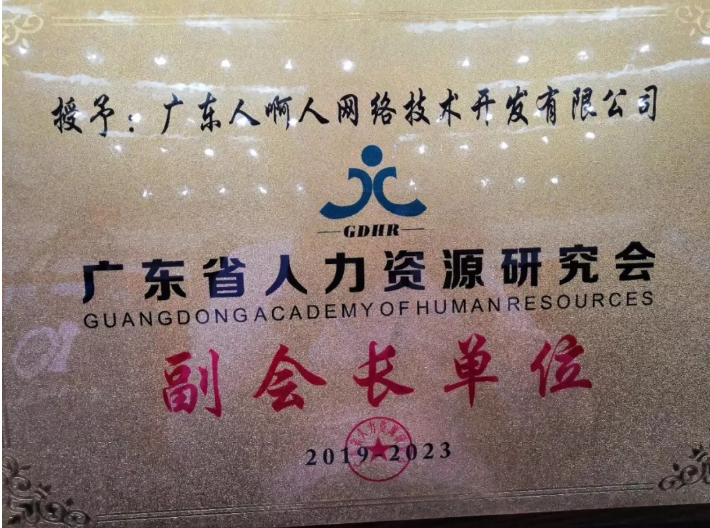 授予：广东人啊人网络技术开发有限公司
GDHR
广东省人力资源研究会
GUANGDONG ACADEMY OF HUMAN RESOURCES
副会长单位
2019-2023